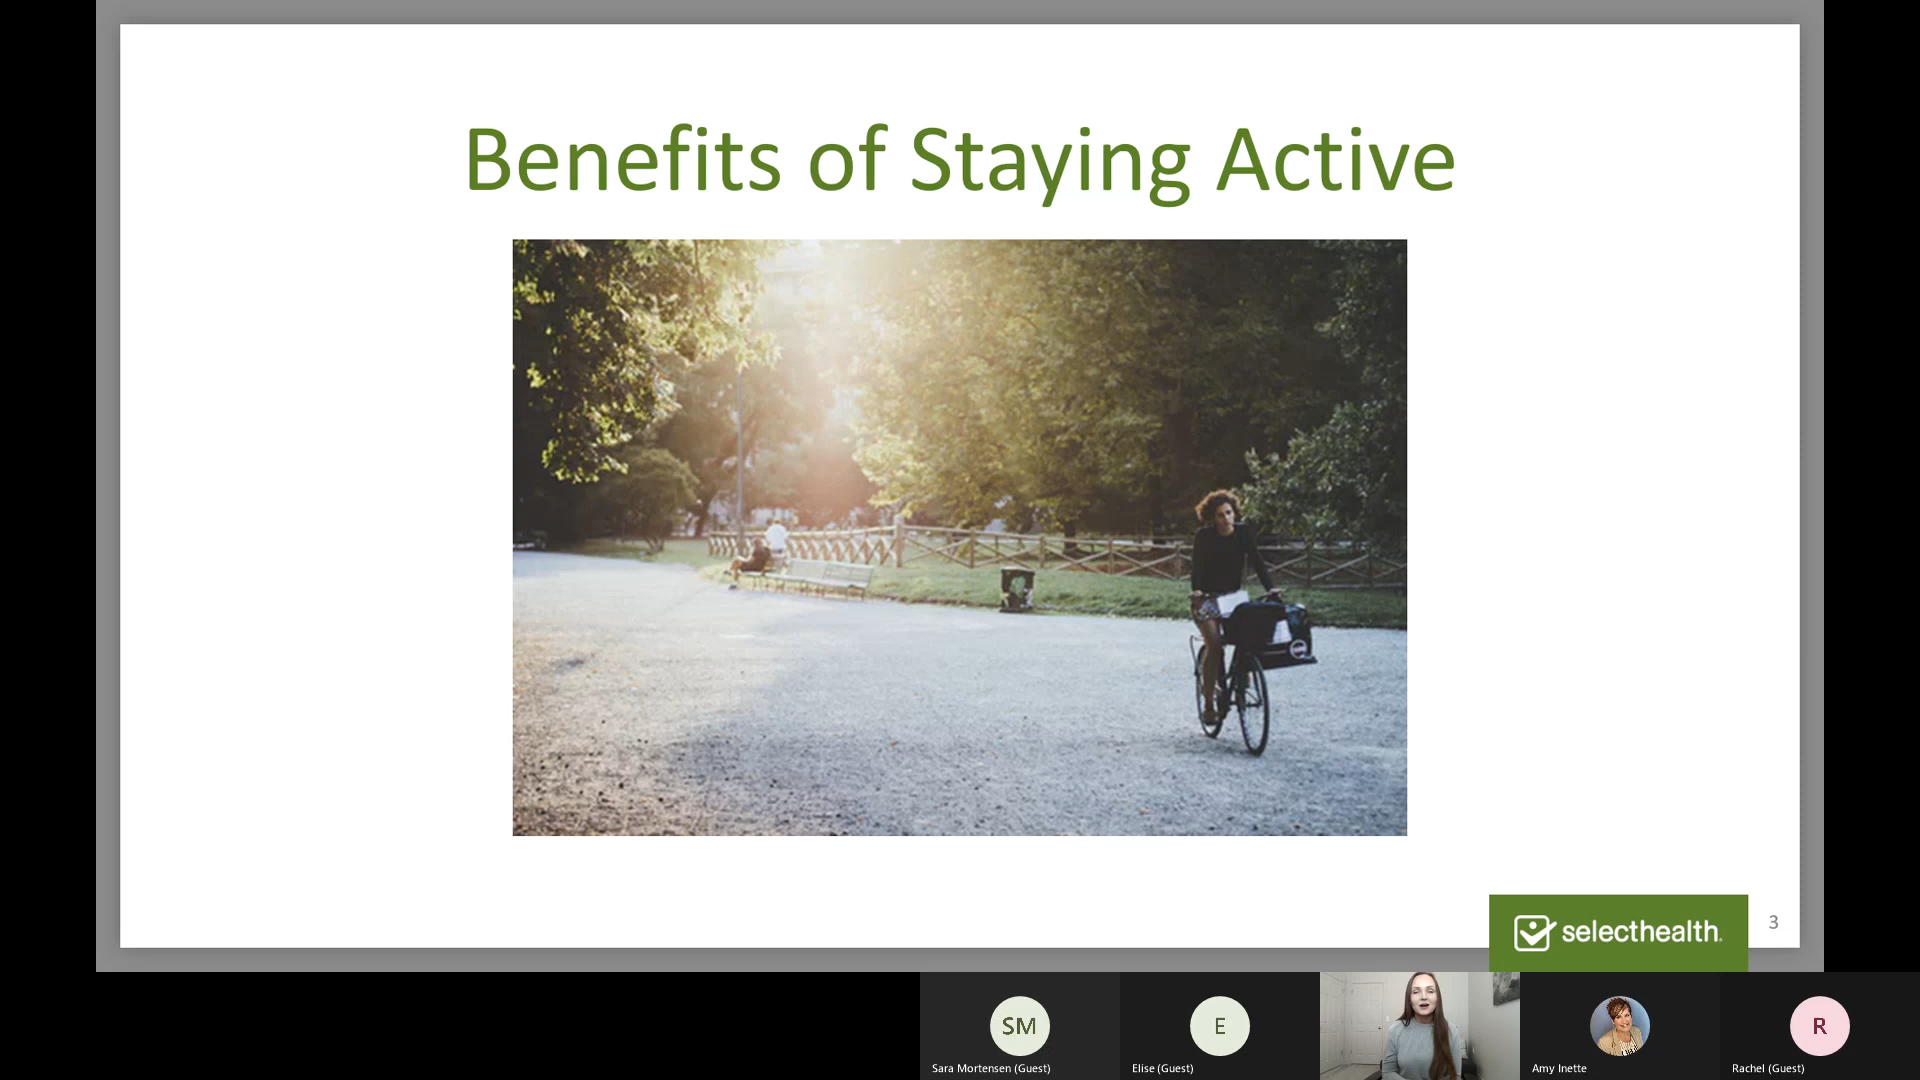 Benefits of Staying Active
selecthealth.
3
SM
Sara Mortensen (Guest)
E
Elise (Guest)
Amy Inette
R
Rachel (Guest)